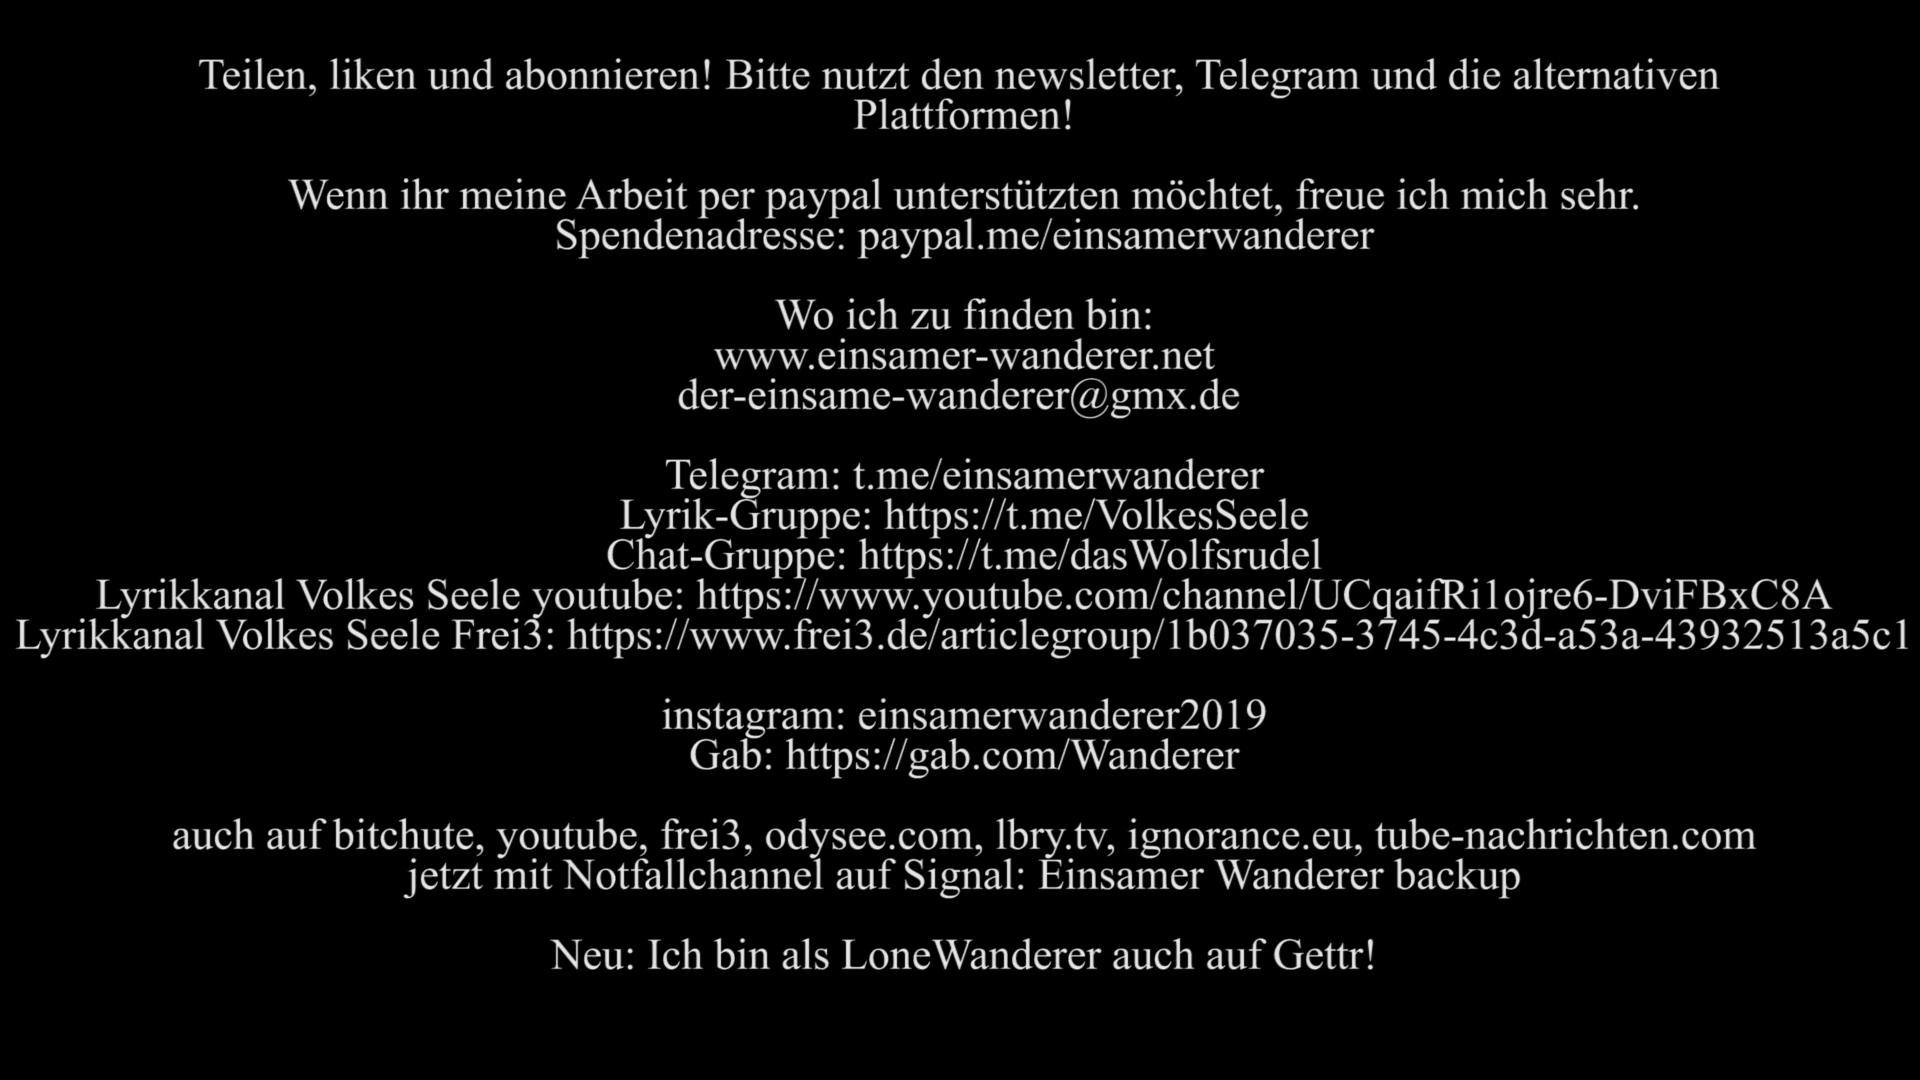 Teilen, liken und abonnieren! Bitte nutzt den newsletter, Telegram und die alternativen
Plattformen!
Wenn ihr meine Arbeit per paypal unterstützten möchtet, freue ich mich sehr.
Spendenadresse: paypal.me/einsamerwanderer
Wo ich zu finden bin:
www.einsamer-wanderer.net
der-einsame-wanderer@gmx.de
Telegram: t.me/einsamerwanderer
Lyrik-Gruppe: https://t.me/VolkesSeele
Chat-Gruppe: https://t.me/dasWolfsrudel
Lyrikkanal Volkes Seele youtube: https://www.youtube.com/channel/UCqaifRi1ojre6-DviFBxC8A
Lyrikkanal Volkes Seele Frei3: https://www.frei3.de/articlegroup/1b037035-3745-4c3d-a53a-43932513a5c1
instagram: einsamerwanderer2019
Gab: https://gab.com/Wanderer
auch auf bitchute, youtube, frei3, odysee.com, lbry.tv, ignorance.eu, tube-nachrichten.com
jetzt mit Notfallchannel auf Signal: Einsamer Wanderer backup
Neu: Ich bin als LoneWanderer auch auf Gettr!